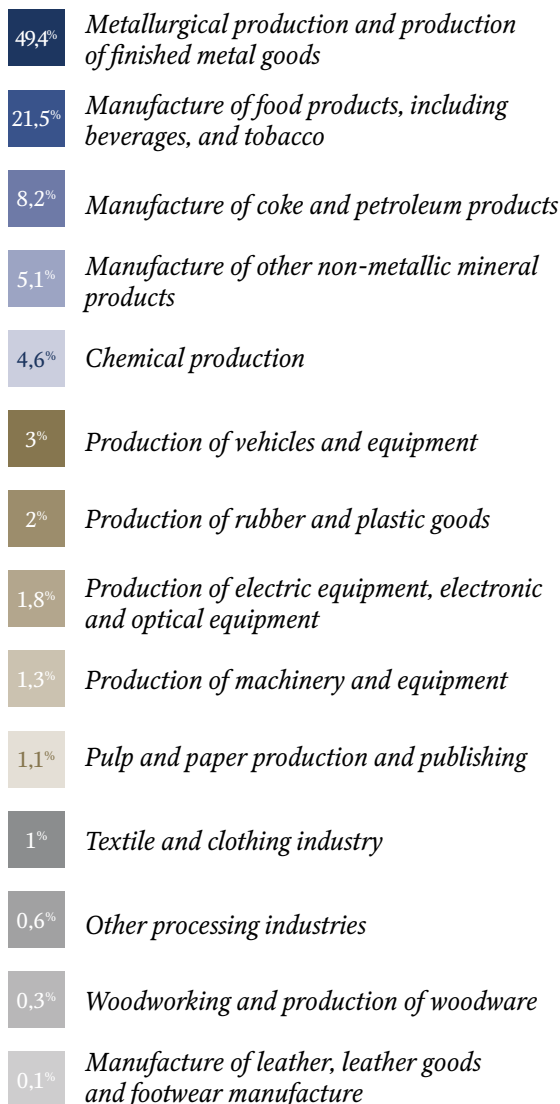 49,4%
Metallurgical production and production
of finished metal goods
21,5%
Manufacture of food products, including
beverages, and tobacco
8,2%
Manufacture of coke and petroleum products
5,1%
Manufacture of other non-metallic mineral
products
4,6%
Chemical production
3%
Production of vehicles and equipment
2%
Production of rubber and plastic goods
1,8%
Production of electric equipment, electronic
and optical equipment
1,3%
Production of machinery and equipment
1,1%
Pulp and paper production and publishing
1%
Textile and clothing industry
0,6%
Other processing industries
0,3%
Woodworking and production of woodware
0,1%
Manufacture of leather, leather goods
and footwear manufacture